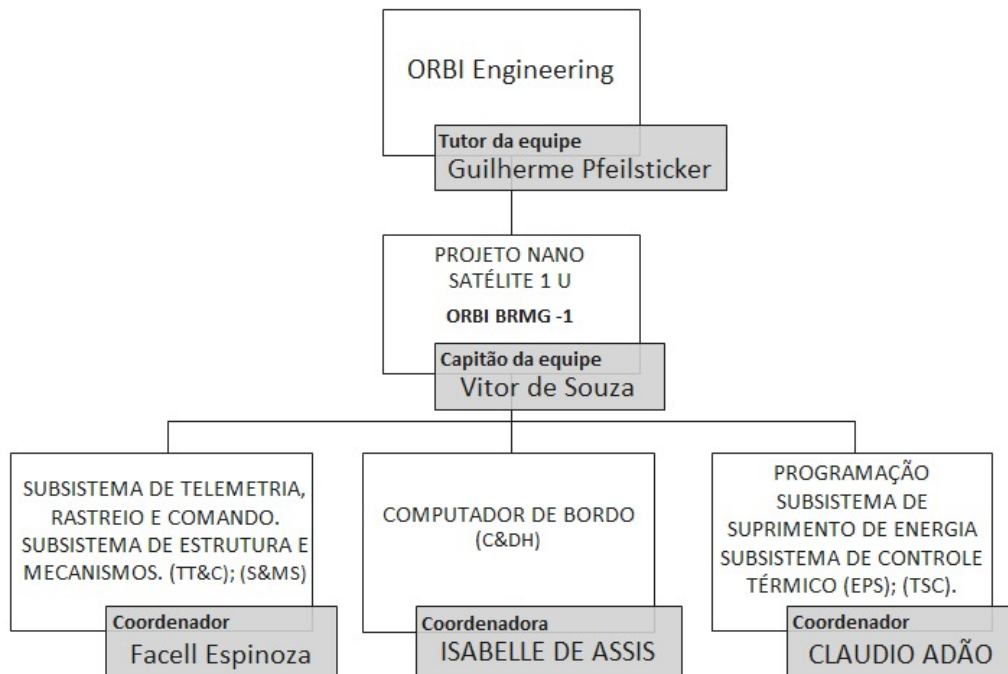 ORBI Engineering
Tutor da equipe
Guilherme Pfeilsticker
PROJETO NANO
SATÉLITE 1 U
ORBI BRMG -1
Capitão da equipe
Vitor de Souza
SUBSISTEMA DE TELEMETRIA,
RASTREIO E COMANDO.
SUBSISTEMA DE ESTRUTURA E
MECANISMOS. (TT&C); (S&MS)
Coordenador
Facell Espinoza
COMPUTADOR DE BORDO
(C&DH)
Coordenadora
ISABELLE DE ASSIS
PROGRAMAÇÃO
SUBSISTEMA DE
SUPRIMENTO DE ENERGIA
SUBSISTEMA DE CONTROLE
TÉRMICO (EPS); (TSC).
Coordenador
CLAUDIO ADÃO